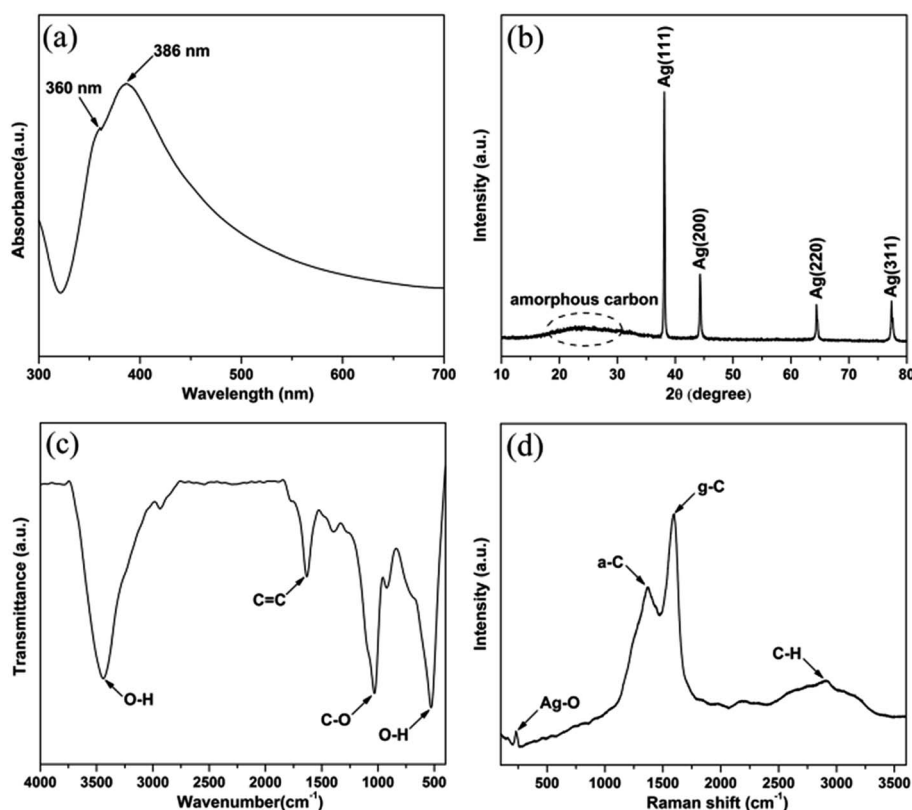 (a)
386 nm
360 nm
Absorbance(a.u.)
300 400 500 600 700
Wavelength (nm)
(b)
Ag(111)
Ag(200)
Ag(220)
Ag(311)
amorphous carbon
Intensity (a.u.)
10 20 30 40 50 60 70 80
2θ (degree)
(c)
O-H
C=C
C-O
O-H
Transmittance (a.u.)
4000 3500 3000 2500 2000 1500 1000 500
Wavenumber(cm-1)
(d)
g-C
a-C
C-H
Ag-O
Intensity (a.u.)
500 1000 1500 2000 2500 3000 3500
Raman shift (cm-1)